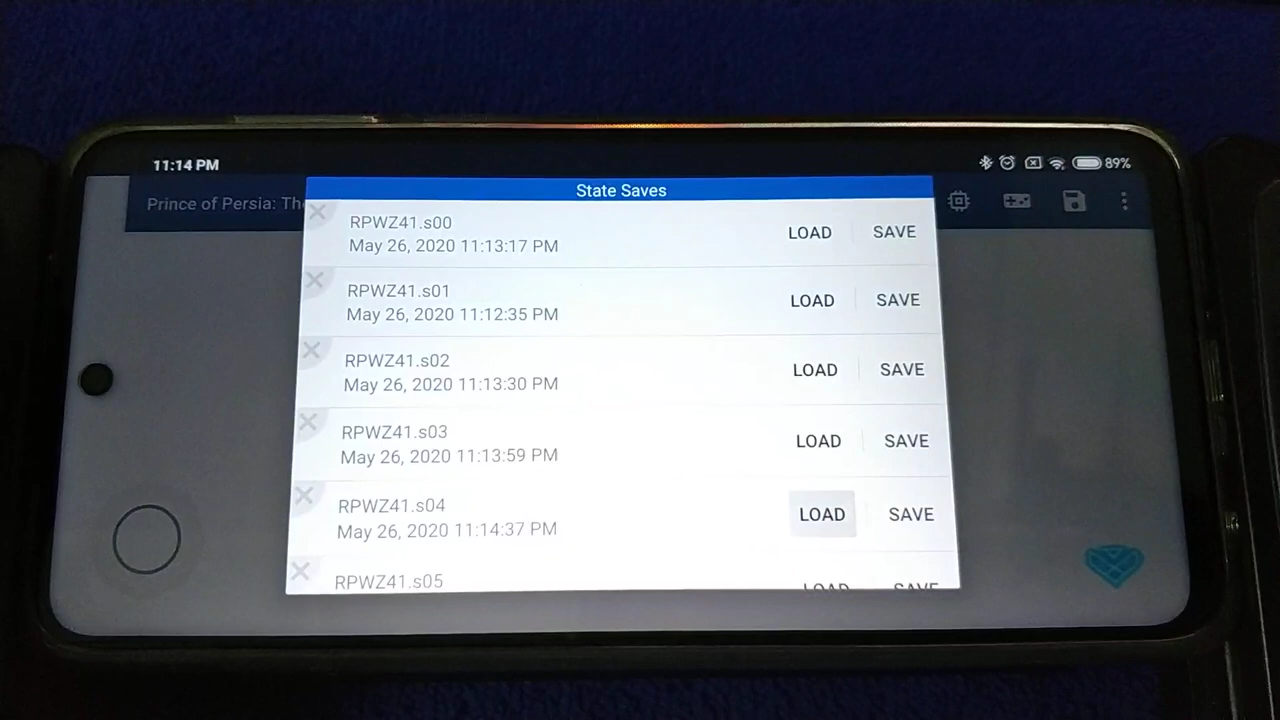 11:14 PM
89%
Prince of Persia: Th
State Saves
RPWZ41.s00
May 26, 2020 11:13:17 PM
LOAD
SAVE
RPWZ41.s01
May 26, 2020 11:12:35 PM
LOAD
SAVE
RPWZ41.s02
May 26, 2020 11:13:30 PM
LOAD
SAVE
RPWZ41.s03
May 26, 2020 11:13:59 PM
LOAD
SAVE
RPWZ41.s04
May 26, 2020 11:14:37 PM
LOAD
SAVE
RPWZ41.s05
LOAD
SAVE